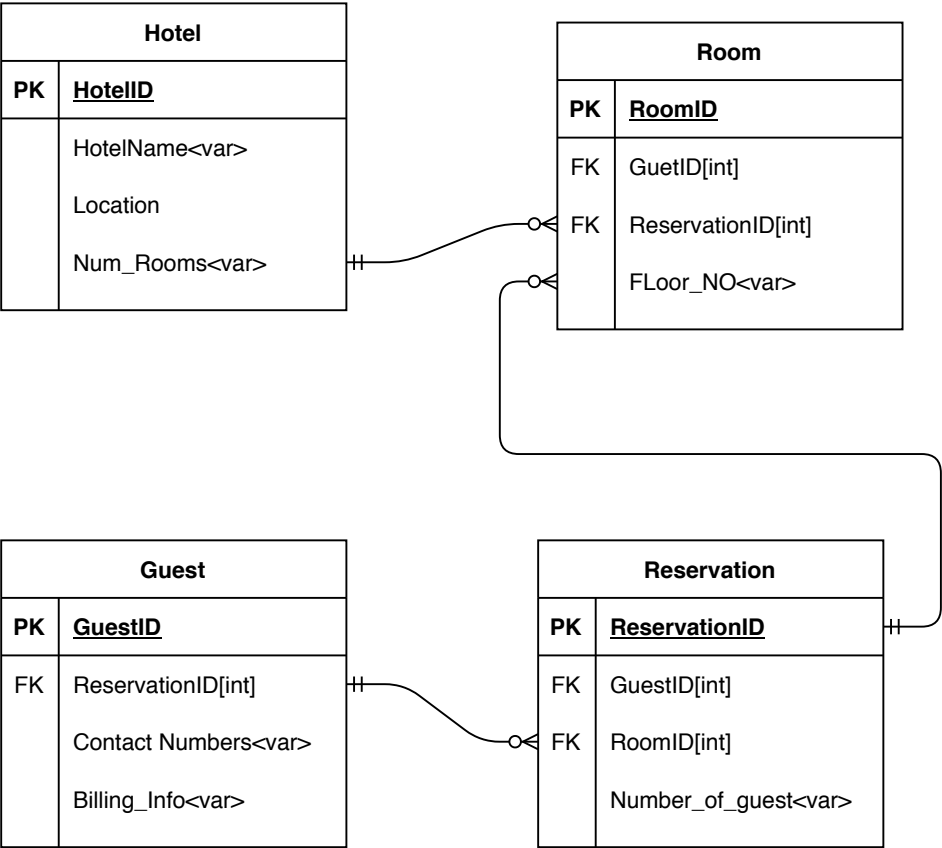 Hotel
PK HotelID
HotelName<var>
Location
Num_Rooms<var>
Room
PK RoomID
FK GuetID[int]
FK ReservationID[int]
FLoor_NO<var>
Guest
PK GuestID
FK ReservationID[int]
Contact Numbers<var>
Billing_Info<var>
Reservation
PK ReservationID
FK GuestID[int]
FK RoomID[int]
Number_of_guest<var>